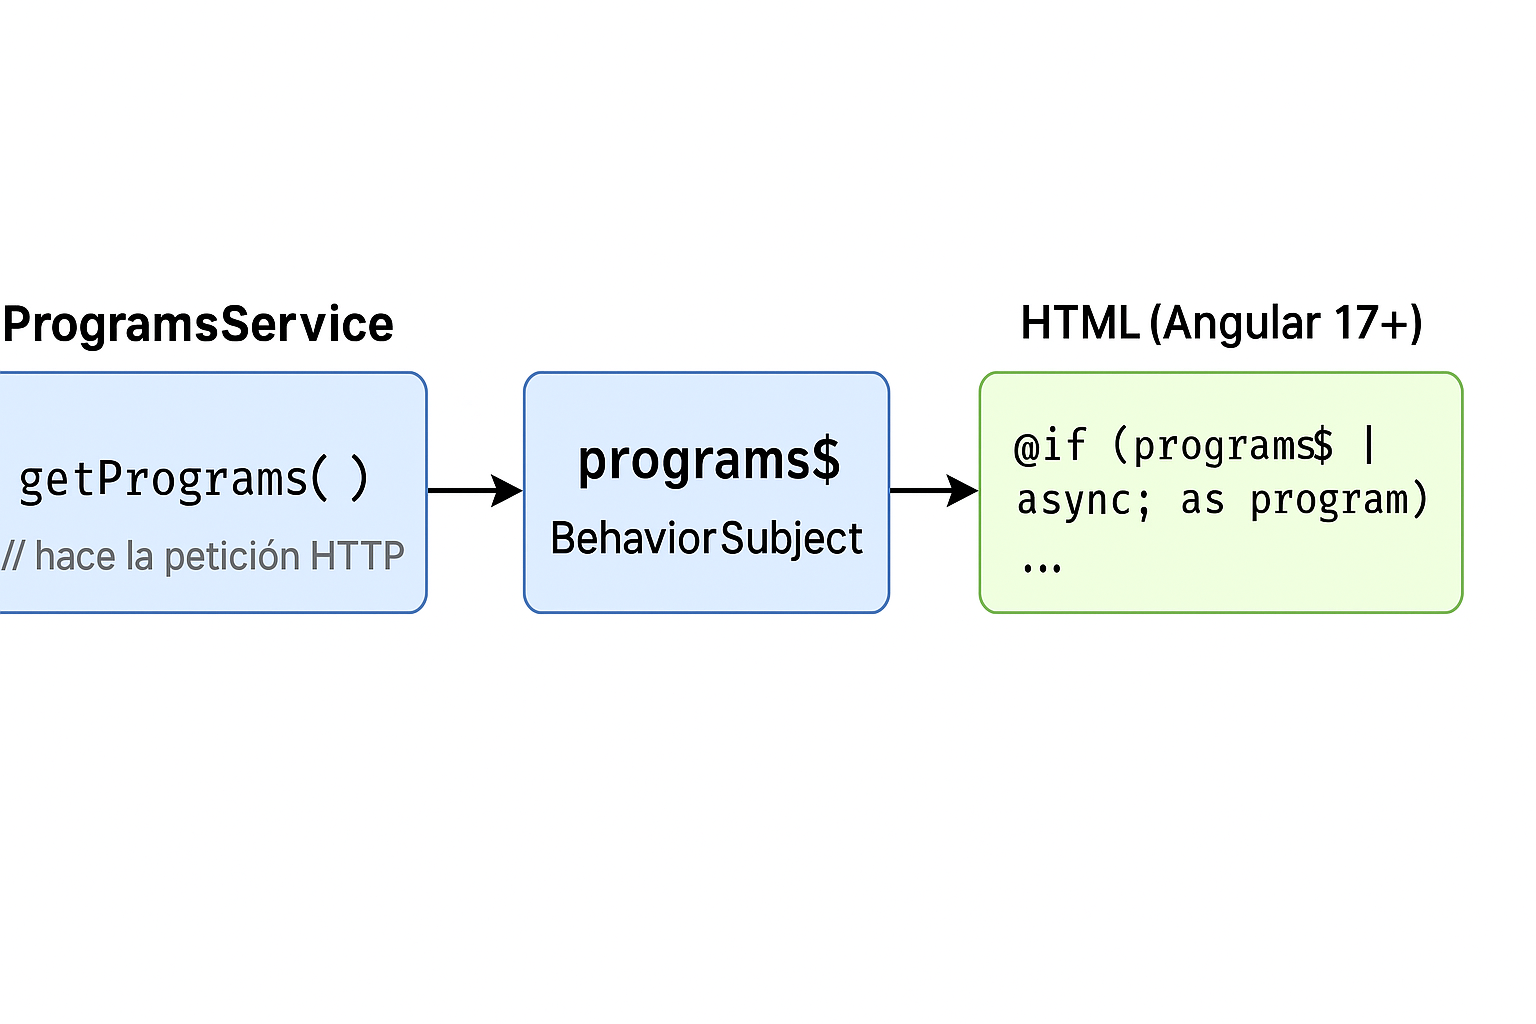 ProgramsService
getPrograms( )
// hace la petición HTTP
programs$
BehaviorSubject
HTML (Angular 17+)
@if (programs$ |
async; as program)
...